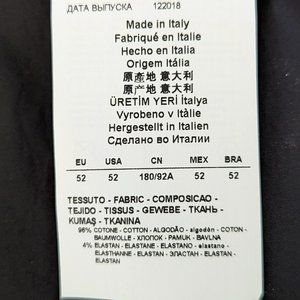 ДАТА ВЫПУСКА 122018
Made in Italy
Fabriqué en Italie
Hecho en Italia
Origem Itália
原產地 意大利
原产地 意大利
ÜRETİM YERİ İtalya
Vyrobeno v Itàlie
Hergestellt in Italien
Сделано во Италии
EU USA CN MEX BRA
52 52 180/92A 52 52
TESSUTO - FABRIC - COMPOSICAO -
TEJIDO - TISSUS - GEWEBE - ТКАНЬ -
KUMAŞ - TKANINA
96% COTONE - COTTON - ALGODÃO - algodón - COTON -
BAUMWOLLE - ХЛОПОК - PAMUK - BAVLNA
4% ELASTAN - ELASTANE - ELASTANO - elastano -
ELASTHANNE - ELASTAN - ЭЛАСТАН - ELASTAN -
ELASTAN